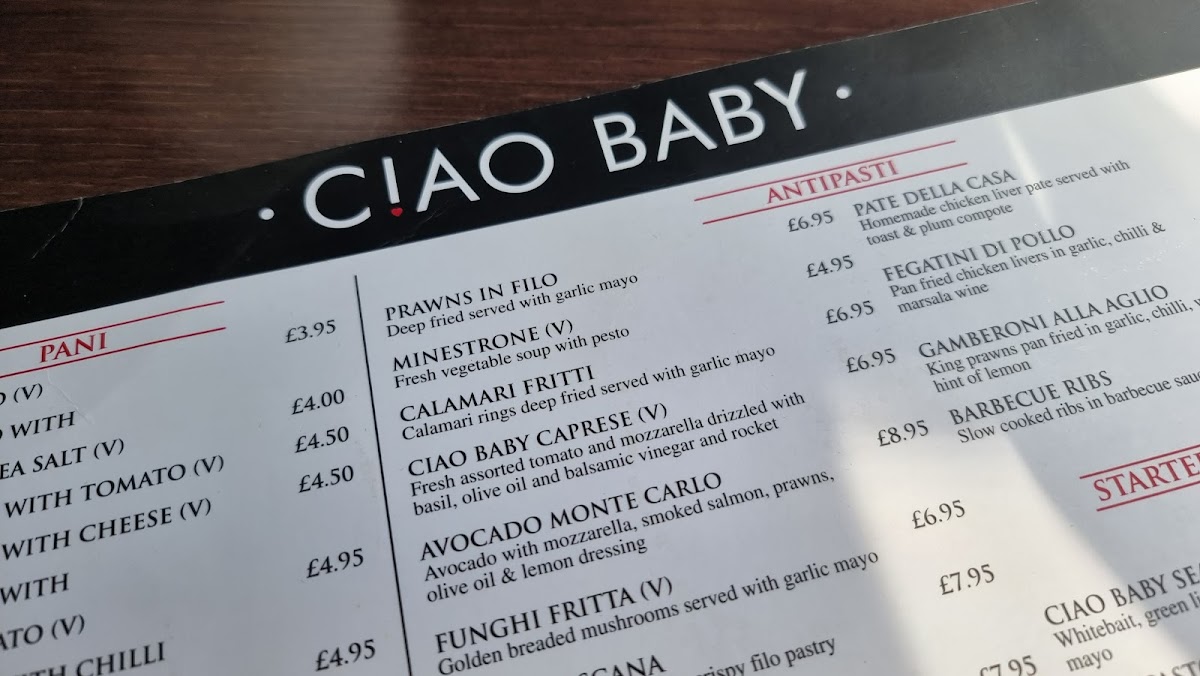 · C!AO BABY ·
PANI
£3.95
(V)
WITH
£4.00
SALT (V)
£4.50
WITH TOMATO (V)
£4.50
WITH CHEESE (V)
WITH
£4.95
(V)
CHILLI
£4.95
ANTIPASTI
PRAWNS IN FILO £6.95
Deep fried served with garlic mayo
MINESTRONE (V) £4.95
Fresh vegetable soup with pesto
CALAMARI FRITTI £6.95
Calamari rings deep fried served with garlic mayo
CIAO BABY CAPRESE (V) £6.95
Fresh assorted tomato and mozzarella drizzled with
basil, olive oil and balsamic vinegar and rocket
AVOCADO MONTE CARLO £8.95
Avocado with mozzarella, smoked salmon, prawns,
olive oil & lemon dressing
FUNGHI FRITTA (V) £6.95
Golden breaded mushrooms served with garlic mayo
£7.95
filo pastry
£7.95
PATE DELLA CASA
Homemade chicken liver pate served with
toast & plum compote
FEGATINI DI POLLO
Pan fried chicken livers in garlic, chilli &
marsala wine
GAMBERONI ALLA AGLIO
King prawns pan fried in garlic, chilli,
hint of lemon
BARBECUE RIBS
Slow cooked ribs in barbecue
CIAO BABY
Whitebait, green
mayo